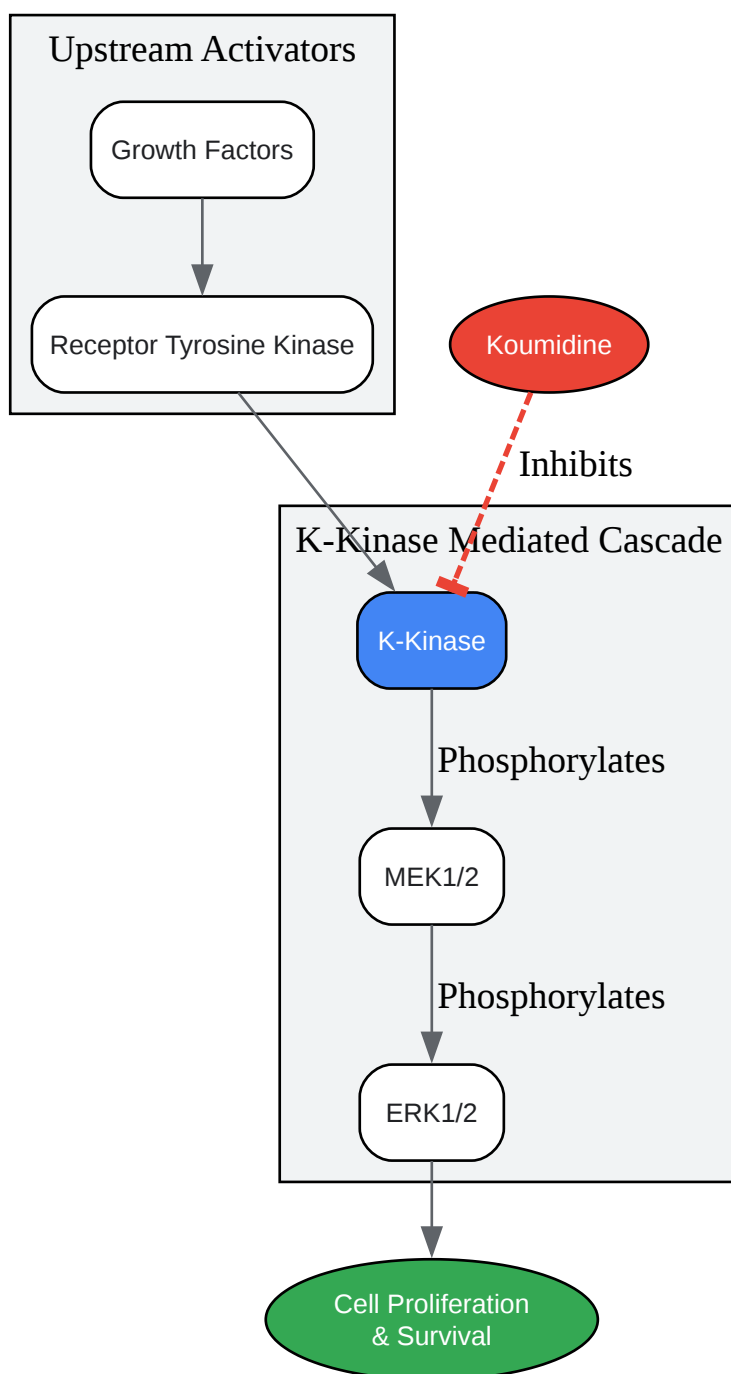 Upstream Activators
Growth Factors
Receptor Tyrosine Kinase
Koumidine
Inhibits
K-Kinase Mediated Cascade
K-Kinase
Phosphorylates
MEK1/2
Phosphorylates
ERK1/2
Cell Proliferation
& Survival